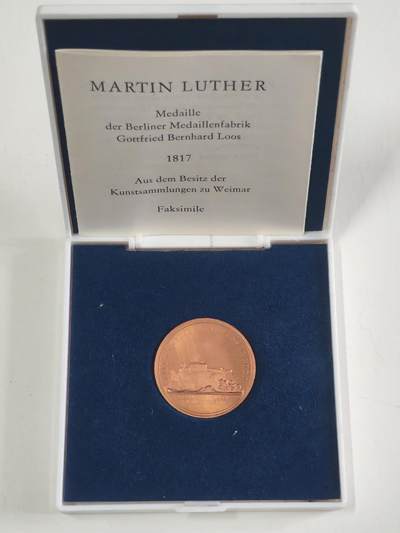 MARTIN LUTHER
Medaille
der Berliner Medaillenfabrik
Gottfried Bernhard Loos
1817
Aus dem Besitz der
Kunstsammlungen zu Weimar
Faksimile